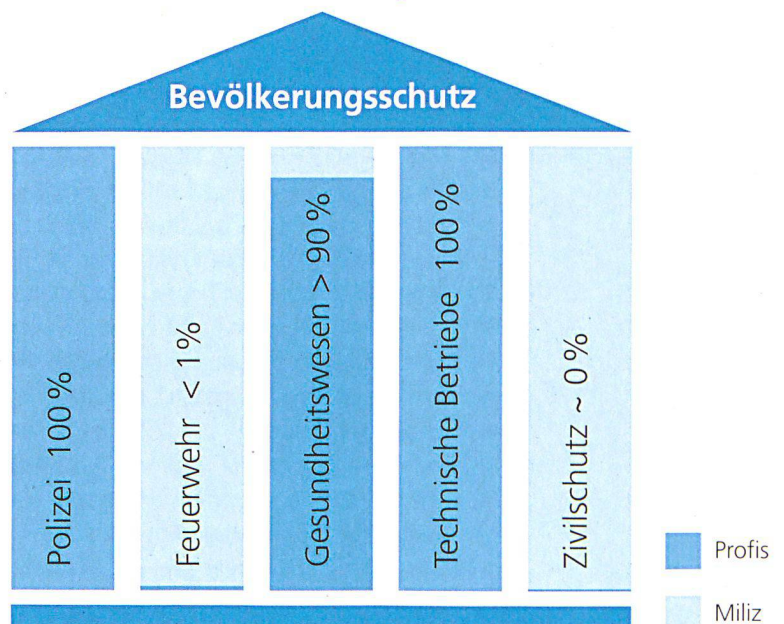 Bevölkerungsschutz
Polizei 100 %
Feuerwehr < 1 %
Gesundheitswesen > 90 %
Technische Betriebe 100 %
Zivilschutz ~ 0 %
Profis
Miliz